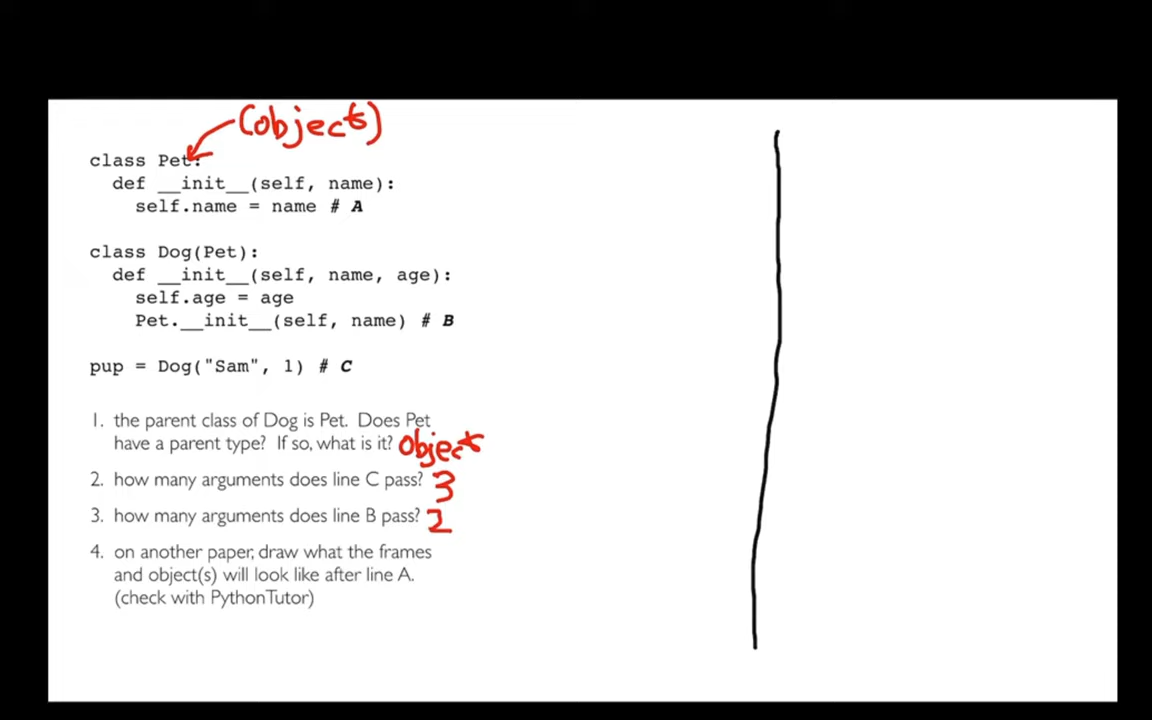 (object)
class Pet:
def __init__(self, name):
self.name = name # A
class Dog(Pet):
def __init__(self, name, age):
self.age = age
Pet.__init__(self, name) # B
pup = Dog("Sam", 1) # C
1. the parent class of Dog is Pet. Does Pet
have a parent type? If so, what is it? object
2. how many arguments does line C pass? 3
3. how many arguments does line B pass? 2
4. on another paper, draw what the frames
and object(s) will look like after line A.
(check with PythonTutor)